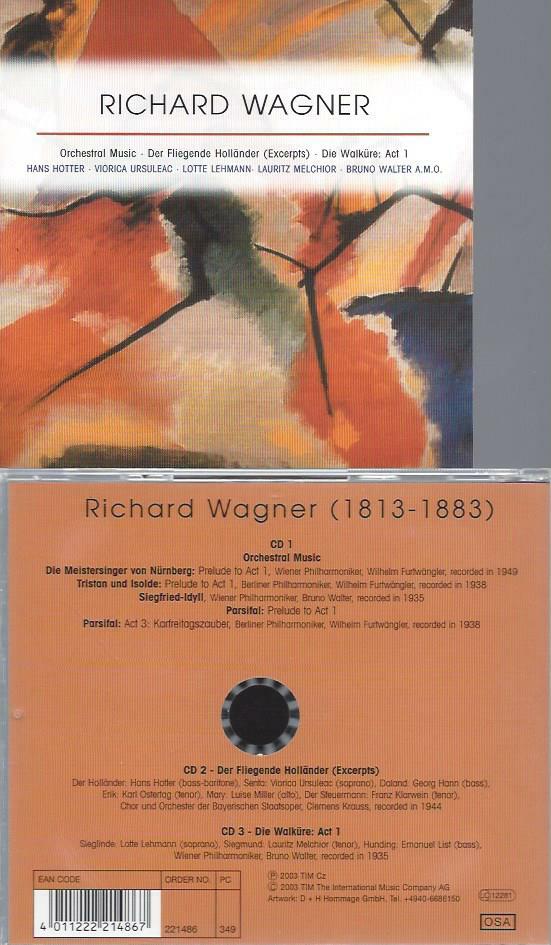 RICHARD WAGNER
Orchestral Music · Der Fliegende Holländer (Excerpts) · Die Walküre: Act 1
HANS HOTTER · VIORICA URSULEAC · LOTTE LEHMANN · LAURITZ MELCHIOR · BRUNO WALTER A.M.O.
Richard Wagner (1813-1883)
CD 1
Orchestral Music
Die Meistersinger von Nürnberg: Prelude to Act 1, Wiener Philharmoniker, Wilhelm Furtwängler, recorded in 1949
Tristan und Isolde: Prelude to Act 1, Berliner Philharmoniker, Wilhelm Furtwängler, recorded in 1938
Siegfried-Idyll, Wiener Philharmoniker, Bruno Walter, recorded in 1935
Parsifal: Prelude to Act 1
Parsifal: Act 3: Karfreitagszauber, Berliner Philharmoniker, Wilhelm Furtwängler, recorded in 1938
CD 2 - Der Fliegende Holländer (Excerpts)
Der Holländer: Hans Hotter (bass-baritone), Senta: Viorica Ursuleac (soprano), Daland: Georg Hann (bass),
Erik: Karl Ostertag (tenor), Mary: Luise Miller (alto), Der Steuermann: Franz Klarwein (tenor),
Chor und Orchester der Bayerischen Staatsoper, Clemens Krauss, recorded in 1944
CD 3 - Die Walküre: Act 1
Sieglinde: Lotte Lehmann (soprano), Siegmund: Lauritz Melchior (tenor), Hunding: Emanuel List (bass),
Wiener Philharmoniker, Bruno Walter, recorded in 1935
EAN CODE ORDER NO. PC
4 011222 214867 221486 349
℗ 2003 TIM Cz
© 2003 TIM The International Music Company AG
Artwork: D + H Hommage GmbH, Tel. +4940-6686150
LC 12281
OSA